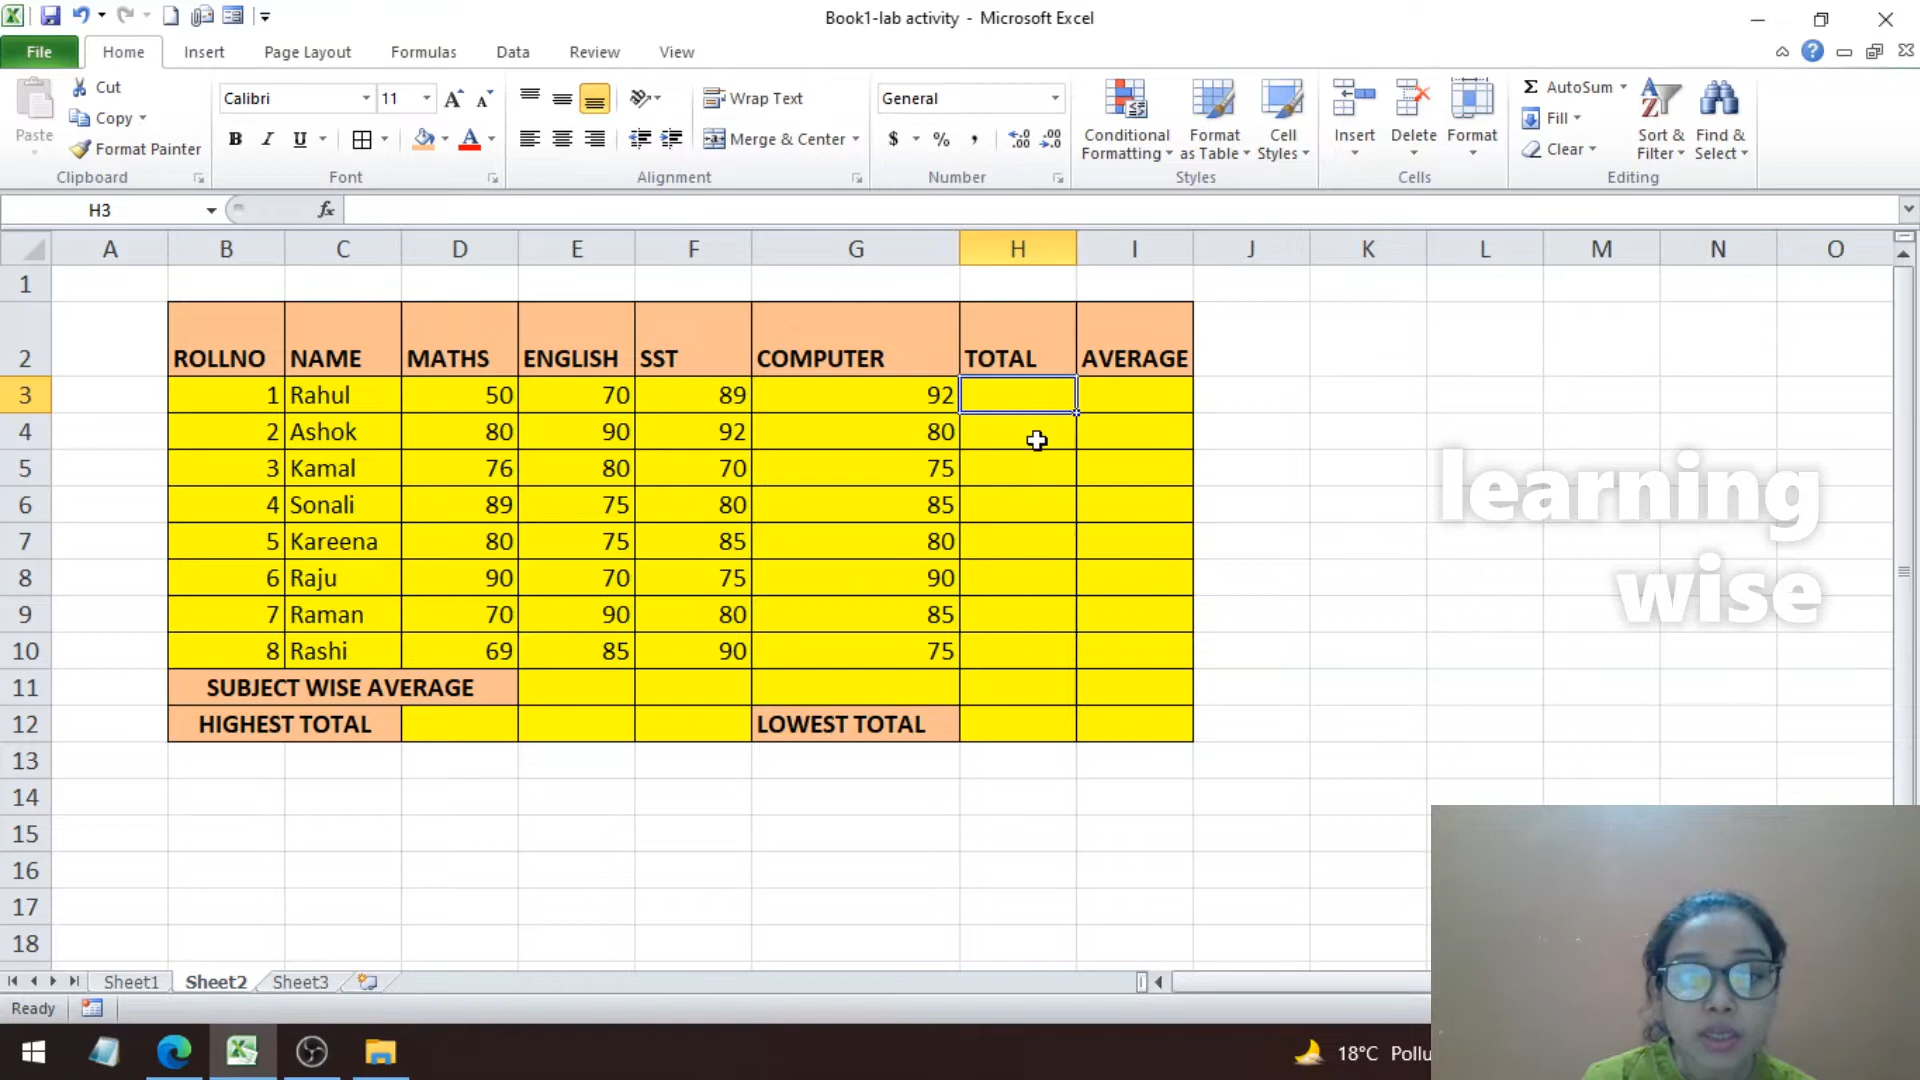 Book1-lab activity - Microsoft Excel
File Home Insert Page Layout Formulas Data Review View
Paste
Cut
Copy
Format Painter
Clipboard
Calibri 11
B I U
Font
Wrap Text
Merge & Center
Alignment
General
$ % ,
Number
Conditional Formatting
Format as Table
Cell Styles
Styles
Insert Delete Format
Cells
AutoSum
Fill
Clear
Sort & Filter
Find & Select
Editing
H3 fx
A B C D E F G H I J K L M N O
1
2 ROLLNO NAME MATHS ENGLISH SST COMPUTER TOTAL AVERAGE
3 1 Rahul 50 70 89 92
4 2 Ashok 80 90 92 80
5 3 Kamal 76 80 70 75
6 4 Sonali 89 75 80 85
7 5 Kareena 80 75 85 80
8 6 Raju 90 70 75 90
9 7 Raman 70 90 80 85
10 8 Rashi 69 85 90 75
11 SUBJECT WISE AVERAGE
12 HIGHEST TOTAL LOWEST TOTAL
13
14
15
16
17
18
learning
wise
Sheet1 Sheet2 Sheet3
Ready
18°C Pollu